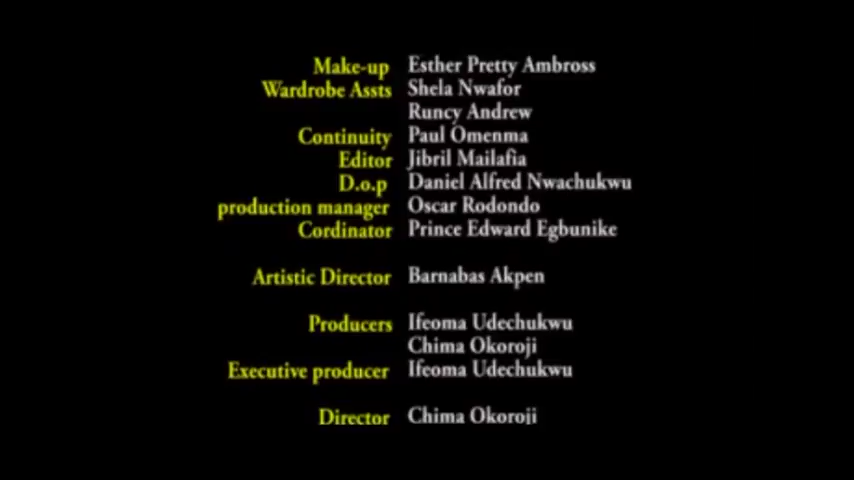 Make-up Esther Pretty Ambross
Wardrobe Assts Shela Nwafor
Runcy Andrew
Continuity Paul Omenma
Editor Jibril Mailafia
D.o.p Daniel Alfred Nwachukwu
production manager Oscar Rodondo
Cordinator Prince Edward Egbunike
Artistic Director Barnabas Akpen
Producers Ifeoma Udechukwu
Chima Okoroji
Executive producer Ifeoma Udechukwu
Director Chima Okoroji